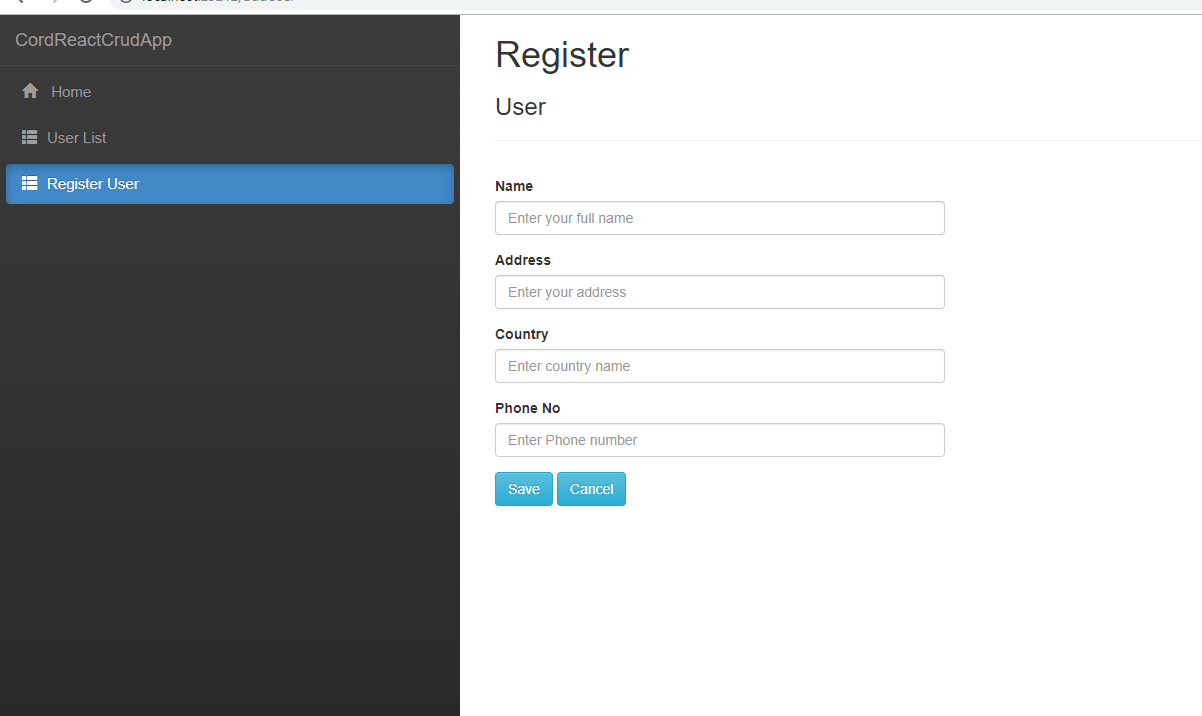 CordReactCrudApp
Home
User List
Register User
Register
User
Name
Enter your full name
Address
Enter your address
Country
Enter country name
Phone No
Enter Phone number
Save Cancel